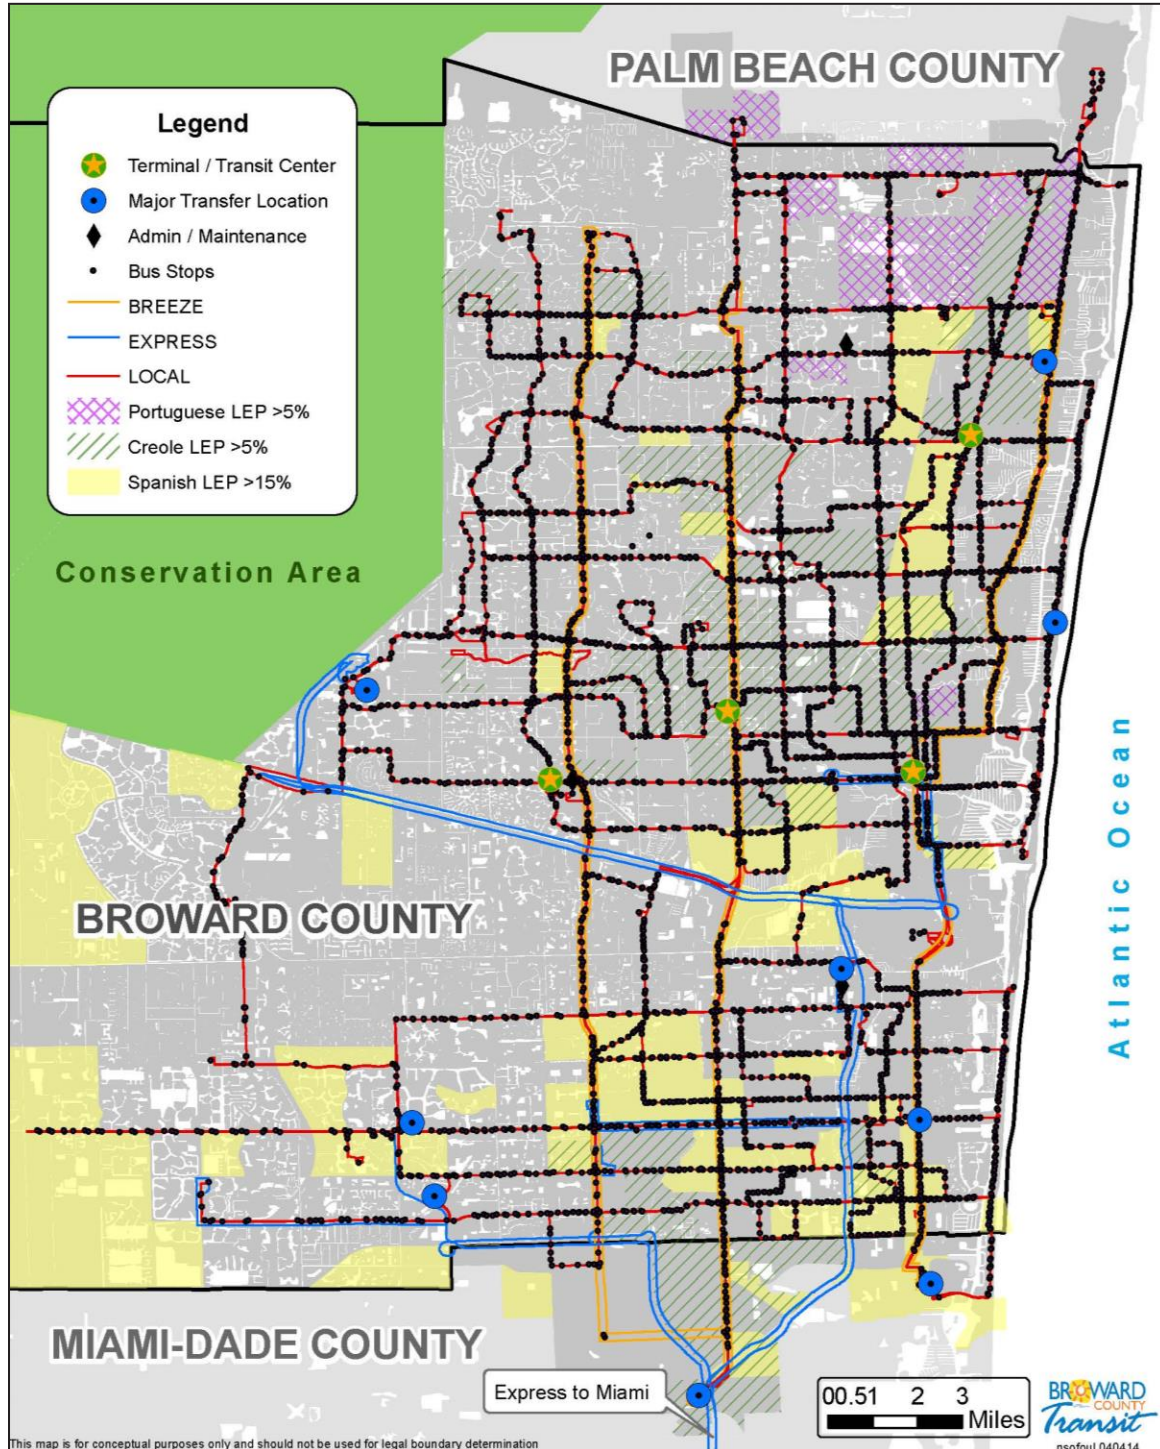 PALM BEACH COUNTY
Legend
Terminal / Transit Center
Major Transfer Location
Admin / Maintenance
Bus Stops
BREEZE
EXPRESS
LOCAL
Portuguese LEP >5%
Creole LEP >5%
Spanish LEP >15%
Conservation Area
Atlantic Ocean
BROWARD COUNTY
MIAMI-DADE COUNTY
Express to Miami
00.51 2 3
Miles
BROWARD
COUNTY
Transit
This map is for conceptual purposes only and should not be used for legal boundary determination
nsofoul 040414